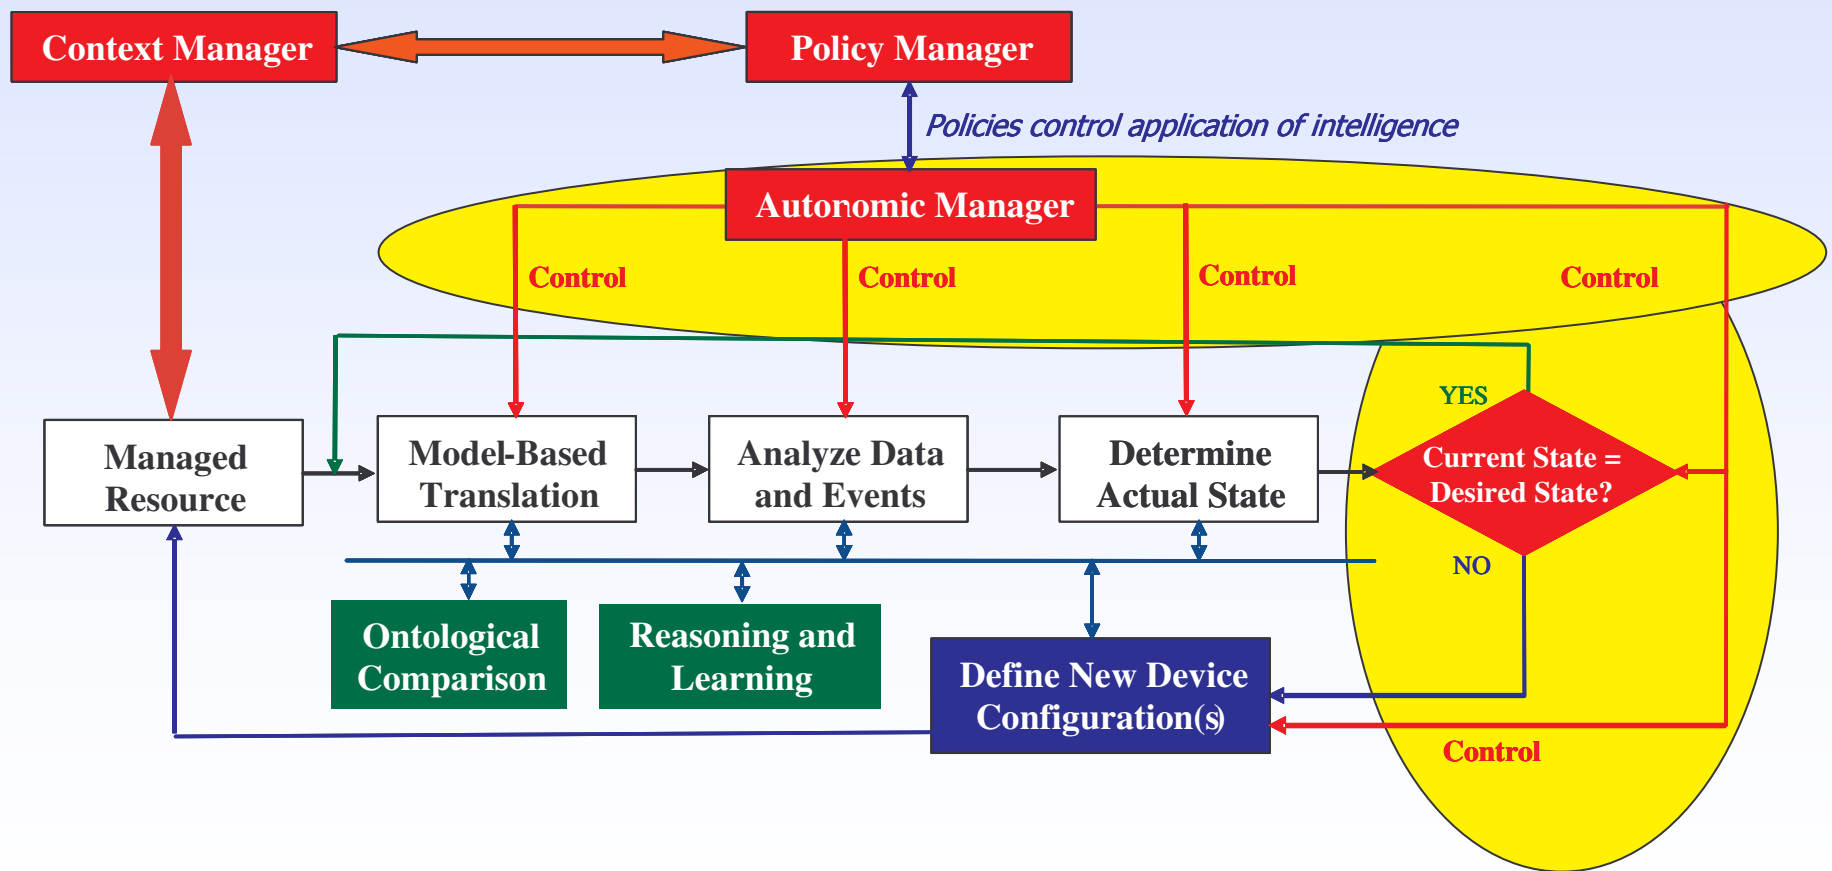 Context Manager
Policy Manager
Policies control application of intelligence
Autonomic Manager
Control
Control
Control
Control
YES
Managed
Resource
Model-Based
Translation
Analyze Data
and Events
Determine
Actual State
Current State =
Desired State?
NO
Ontological
Comparison
Reasoning and
Learning
Define New Device
Configuration(s)
Control